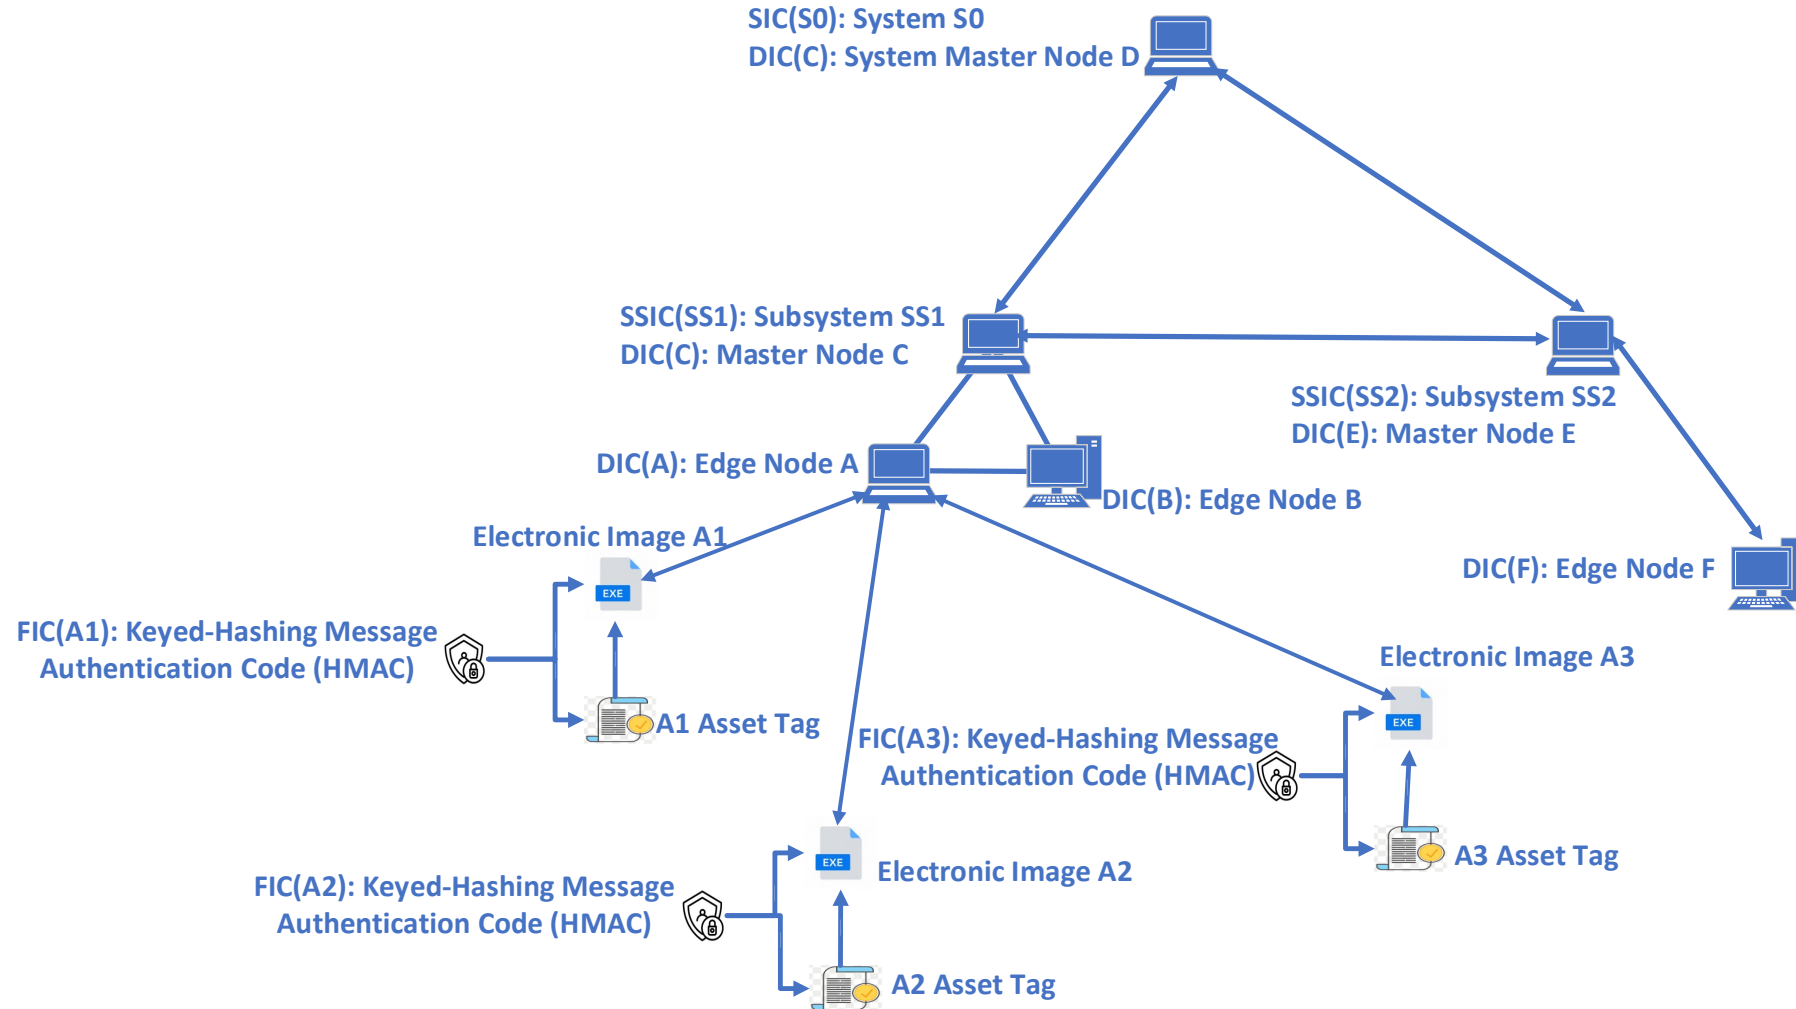 SIC(S0): System S0
DIC(C): System Master Node D
SSIC(SS1): Subsystem SS1
DIC(C): Master Node C
SSIC(SS2): Subsystem SS2
DIC(E): Master Node E
DIC(A): Edge Node A
DIC(B): Edge Node B
Electronic Image A1
EXE
DIC(F): Edge Node F
FIC(A1): Keyed-Hashing Message
Authentication Code (HMAC)
Electronic Image A3
EXE
A1 Asset Tag
FIC(A3): Keyed-Hashing Message
Authentication Code (HMAC)
A3 Asset Tag
EXE
Electronic Image A2
FIC(A2): Keyed-Hashing Message
Authentication Code (HMAC)
A2 Asset Tag